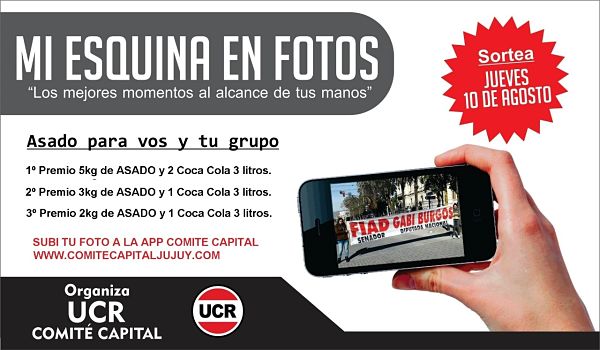 MI ESQUINA EN FOTOS
“Los mejores momentos al alcance de tus manos”
Sortea
JUEVES
10 DE AGOSTO
Asado para vos y tu grupo
1º Premio 5kg de ASADO y 2 Coca Cola 3 litros.
2º Premio 3kg de ASADO y 1 Coca Cola 3 litros.
3º Premio 2kg de ASADO y 1 Coca Cola 3 litros.
SUBI TU FOTO A LA APP COMITE CAPITAL
WWW.COMITECAPITALJUJUY.COM
FIAD GABI BURGOS
SENADOR DIPUTADA NACIONAL
Organiza
UCR
COMITÉ CAPITAL
UCR